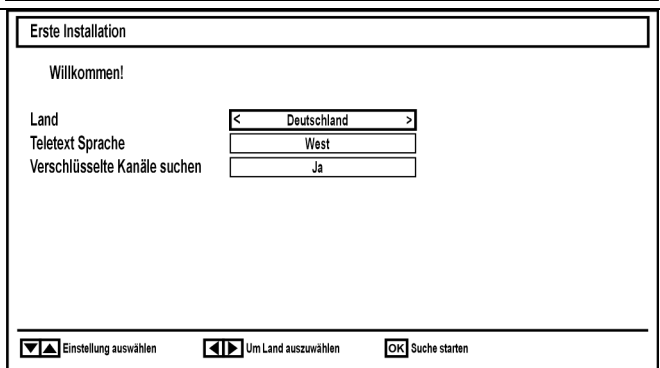 Erste Installation
Willkommen!
Land < Deutschland >
Teletext Sprache West
Verschlüsselte Kanäle suchen Ja
Einstellung auswählen Um Land auszuwählen OK Suche starten